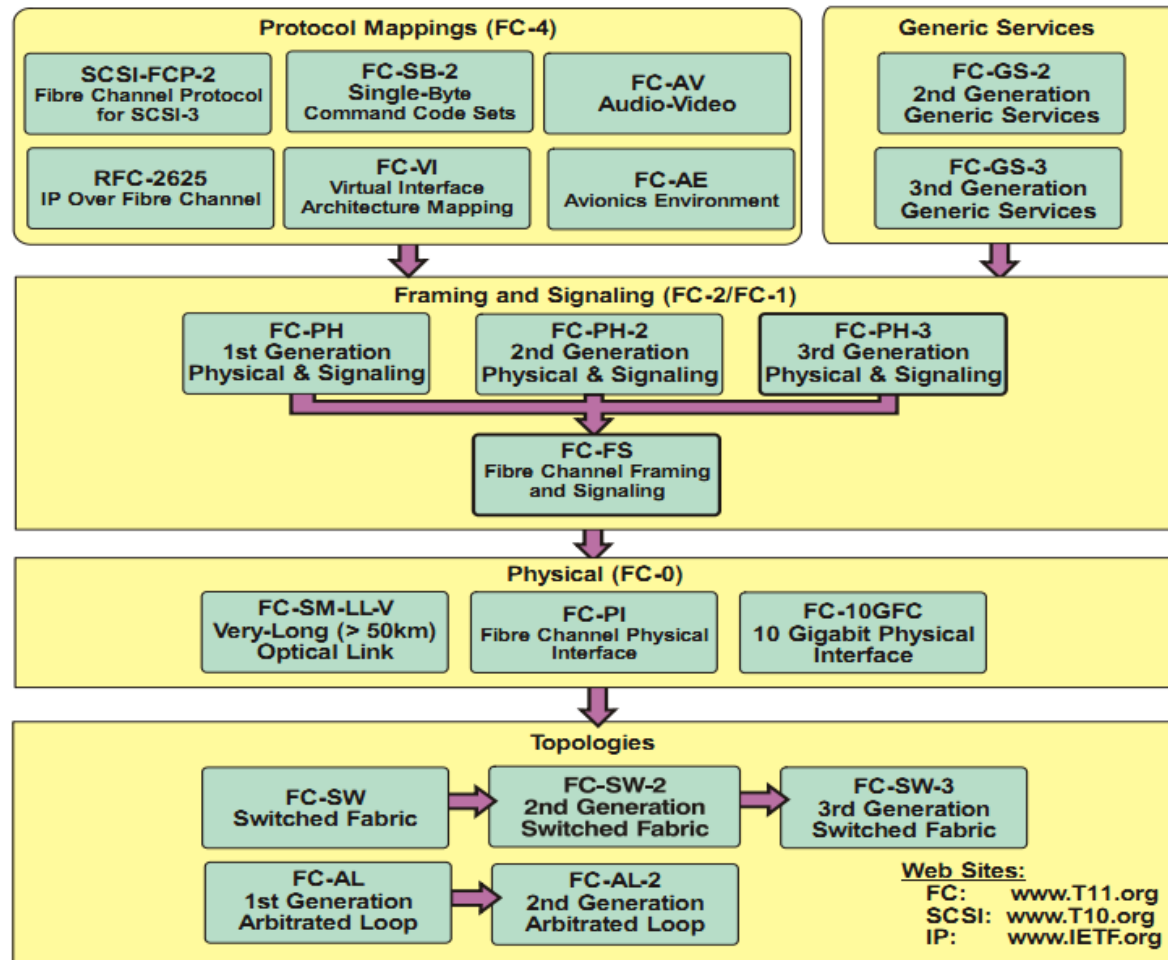 Protocol Mappings (FC-4)
SCSI-FCP-2
Fibre Channel Protocol
for SCSI-3
FC-SB-2
Single-Byte
Command Code Sets
FC-AV
Audio-Video
RFC-2625
IP Over Fibre Channel
FC-VI
Virtual Interface
Architecture Mapping
FC-AE
Avionics Environment
Generic Services
FC-GS-2
2nd Generation
Generic Services
FC-GS-3
3nd Generation
Generic Services
Framing and Signaling (FC-2/FC-1)
FC-PH
1st Generation
Physical & Signaling
FC-PH-2
2nd Generation
Physical & Signaling
FC-PH-3
3rd Generation
Physical & Signaling
FC-FS
Fibre Channel Framing
and Signaling
Physical (FC-0)
FC-SM-LL-V
Very-Long (> 50km)
Optical Link
FC-PI
Fibre Channel Physical
Interface
FC-10GFC
10 Gigabit Physical
Interface
Topologies
FC-SW
Switched Fabric
FC-SW-2
2nd Generation
Switched Fabric
FC-SW-3
3rd Generation
Switched Fabric
FC-AL
1st Generation
Arbitrated Loop
FC-AL-2
2nd Generation
Arbitrated Loop
Web Sites:
FC: www.T11.org
SCSI: www.T10.org
IP: www.IETF.org